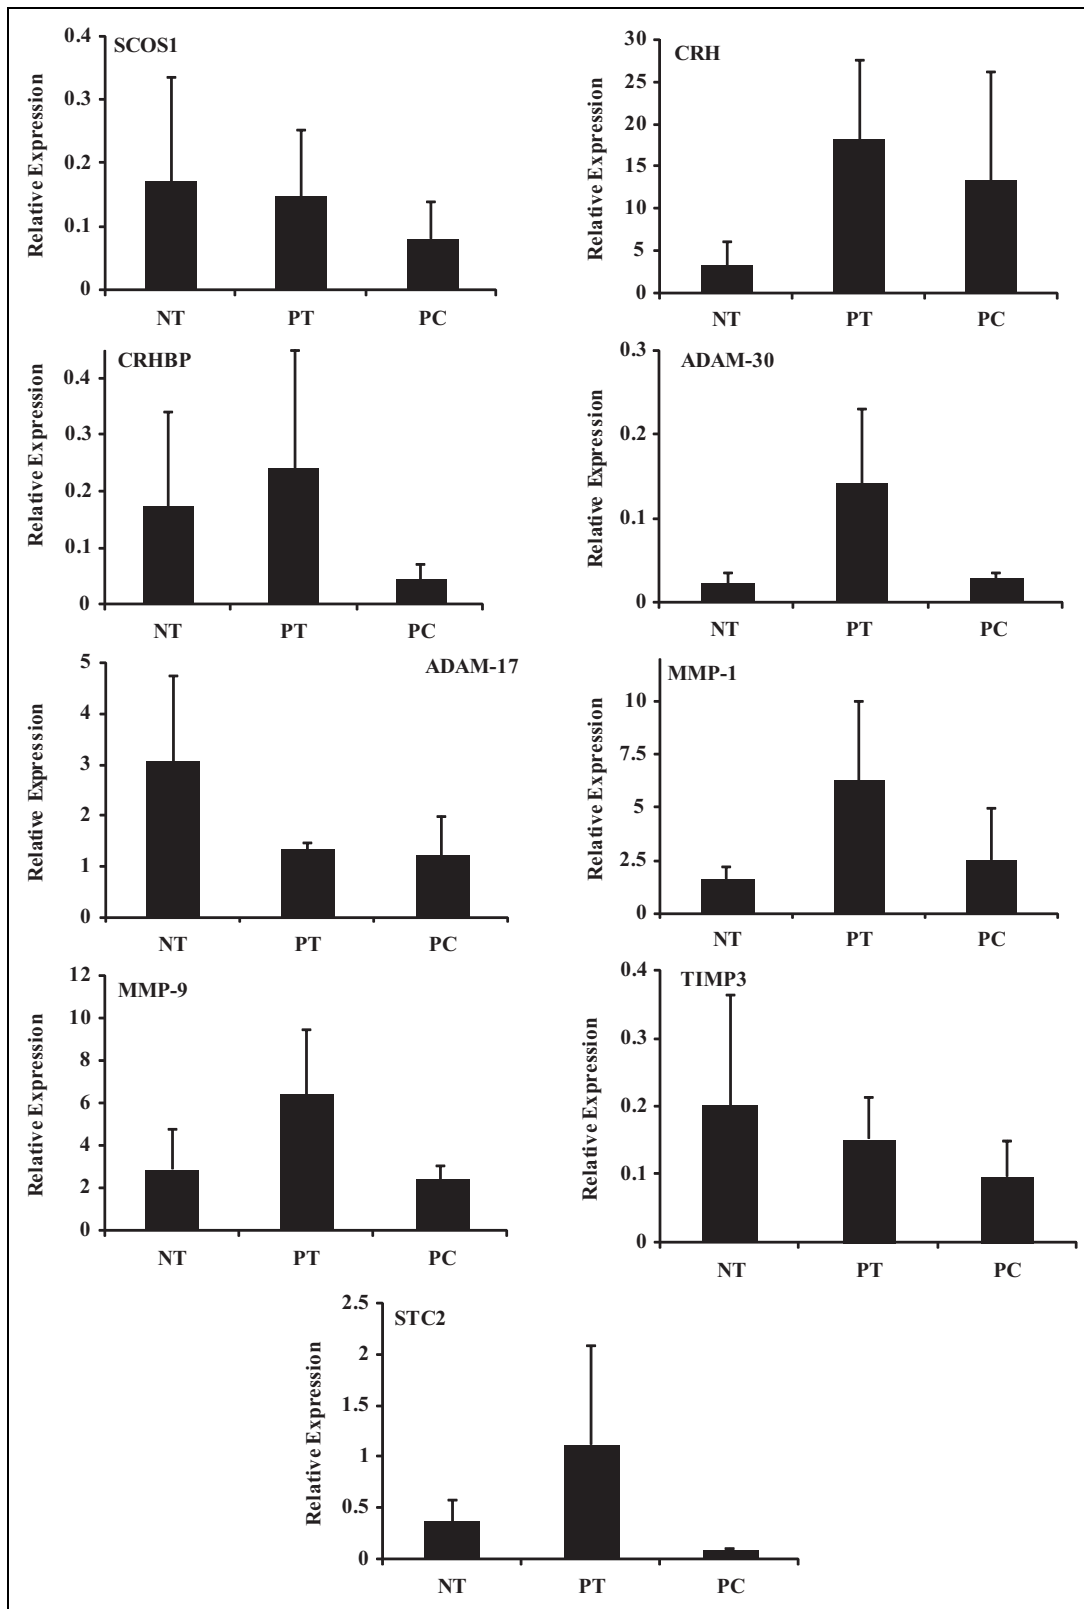 SCOS1
Relative Expression
0.4
0.3
0.2
0.1
0
NT PT PC
CRH
Relative Expression
30
25
20
15
10
5
0
NT PT PC
CRHBP
Relative Expression
0.4
0.3
0.2
0.1
0
NT PT PC
ADAM-30
Relative Expression
0.3
0.2
0.1
0
NT PT PC
ADAM-17
Relative Expression
5
4
3
2
1
0
NT PT PC
MMP-1
Relative Expression
10
7.5
5
2.5
0
NT PT PC
MMP-9
Relative Expression
12
10
8
6
4
2
0
NT PT PC
TIMP3
Relative Expression
0.4
0.3
0.2
0.1
0
NT PT PC
STC2
Relative Expression
2.5
2
1.5
1
0.5
0
NT PT PC